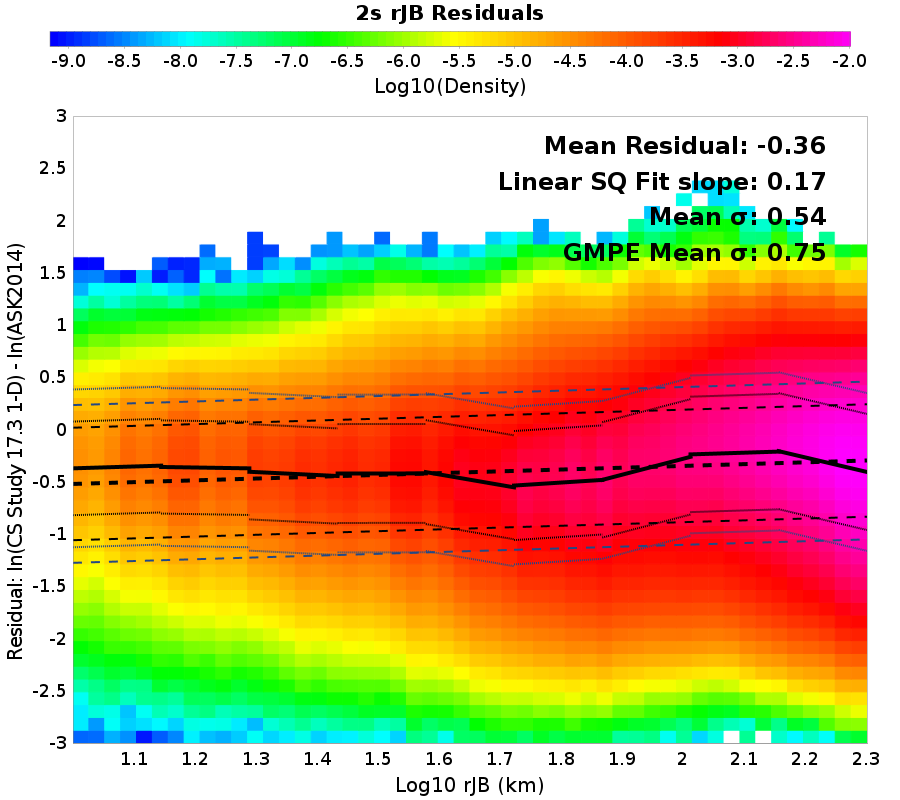 2s rJB Residuals
-9.0 -8.5 -8.0 -7.5 -7.0 -6.5 -6.0 -5.5 -5.0 -4.5 -4.0 -3.5 -3.0 -2.5 -2.0
Log10(Density)
Mean Residual: -0.36
Linear SQ Fit slope: 0.17
Mean σ: 0.54
GMPE Mean σ: 0.75
Residual: ln(CS Study 17.3 1-D) - ln(ASK2014)
3
2.5
2
1.5
1
0.5
0
-0.5
-1
-1.5
-2
-2.5
-3
1.1 1.2 1.3 1.4 1.5 1.6 1.7 1.8 1.9 2 2.1 2.2 2.3
Log10 rJB (km)